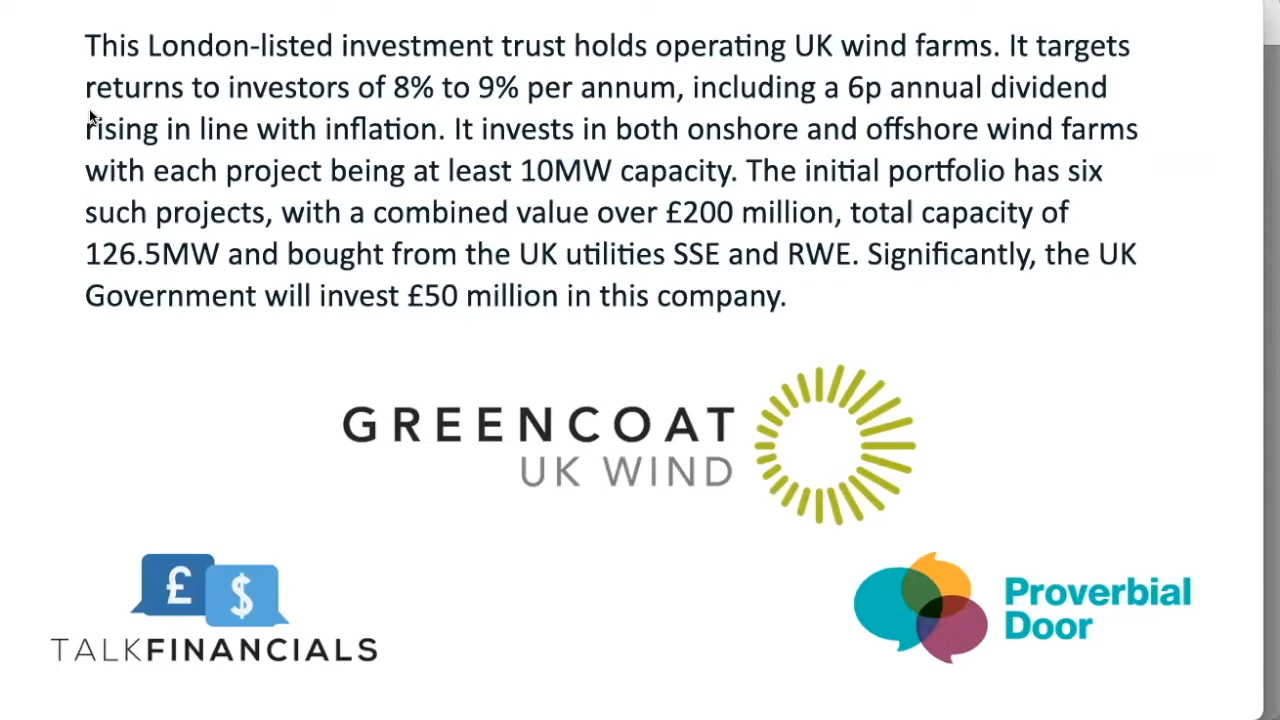 This London-listed investment trust holds operating UK wind farms. It targets
returns to investors of 8% to 9% per annum, including a 6p annual dividend
rising in line with inflation. It invests in both onshore and offshore wind farms
with each project being at least 10MW capacity. The initial portfolio has six
such projects, with a combined value over £200 million, total capacity of
126.5MW and bought from the UK utilities SSE and RWE. Significantly, the UK
Government will invest £50 million in this company.
GREENCOAT
UK WIND
£ $
TALKFINANCIALS
Proverbial
Door